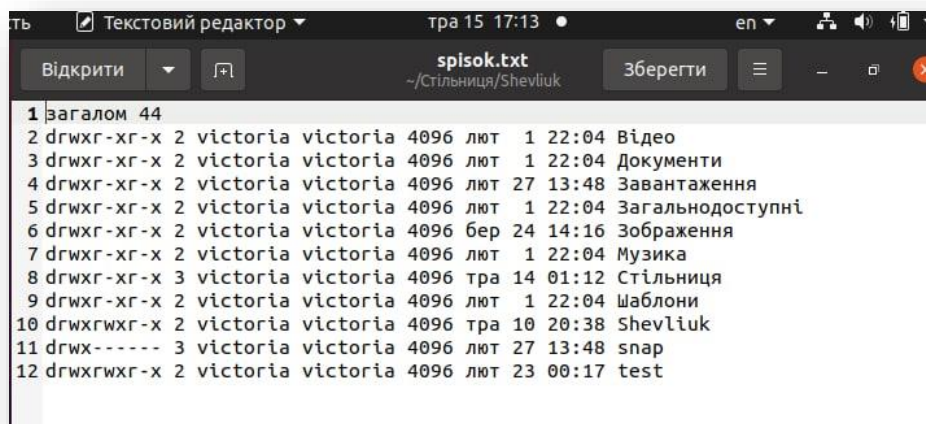 ть Текстовий редактор тра 15 17:13 en
Відкрити spisok.txt Зберегти
~/Стільниця/Shevliuk
1 загалом 44
2 drwxr-xr-x 2 victoria victoria 4096 лют  1 22:04 Відео
3 drwxr-xr-x 2 victoria victoria 4096 лют  1 22:04 Документи
4 drwxr-xr-x 2 victoria victoria 4096 лют 27 13:48 Завантаження
5 drwxr-xr-x 2 victoria victoria 4096 лют  1 22:04 Загальнодоступні
6 drwxr-xr-x 2 victoria victoria 4096 бер 24 14:16 Зображення
7 drwxr-xr-x 2 victoria victoria 4096 лют  1 22:04 Музика
8 drwxr-xr-x 3 victoria victoria 4096 тра 14 01:12 Стільниця
9 drwxr-xr-x 2 victoria victoria 4096 лют  1 22:04 Шаблони
10 drwxrwxr-x 2 victoria victoria 4096 тра 10 20:38 Shevliuk
11 drwx------ 3 victoria victoria 4096 лют 27 13:48 snap
12 drwxrwxr-x 2 victoria victoria 4096 лют 23 00:17 test